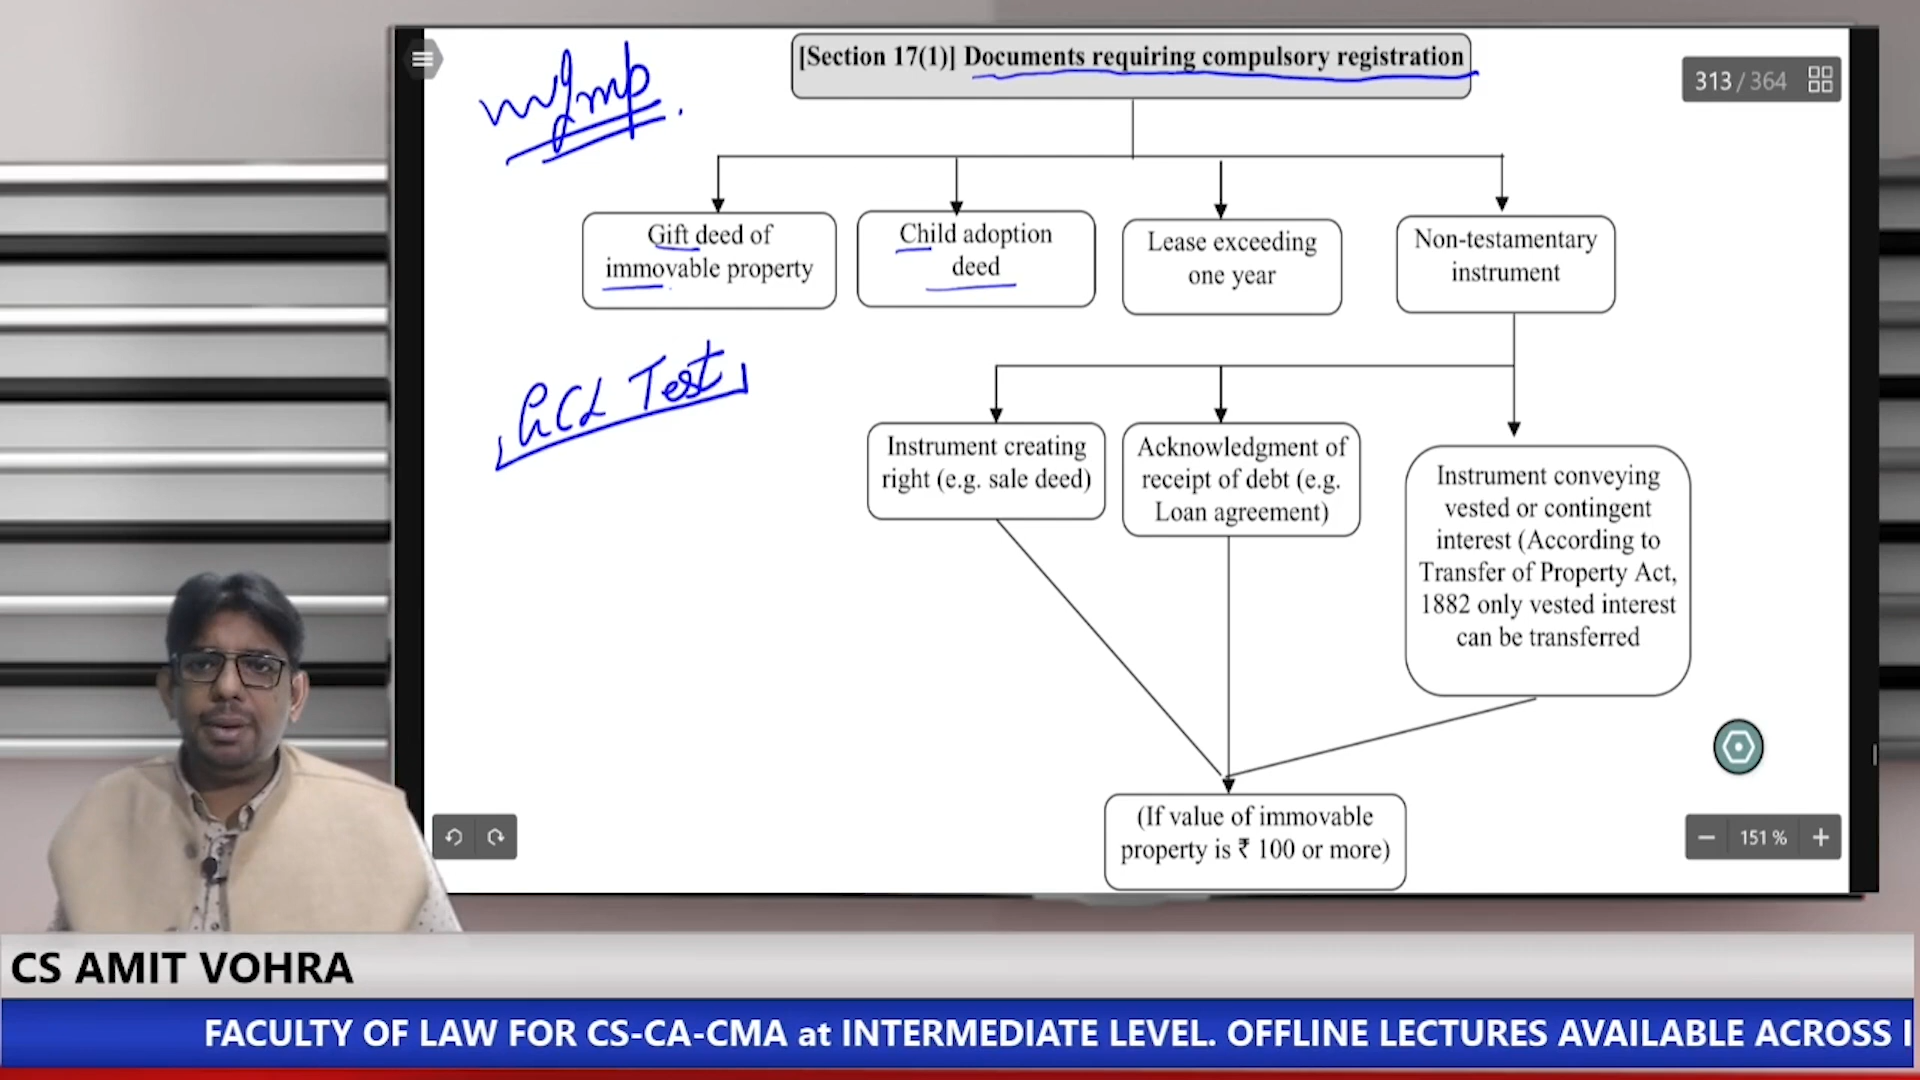 [Section 17(1)] Documents requiring compulsory registration
313 / 364
Gift deed of
immovable property
Child adoption
deed
Lease exceeding
one year
Non-testamentary
instrument
Test
Instrument creating
right (e.g. sale deed)
Acknowledgment of
receipt of debt (e.g.
Loan agreement)
Instrument conveying
vested or contingent
interest (According to
Transfer of Property Act,
1882 only vested interest
can be transferred
(If value of immovable
property is ₹ 100 or more)
151 %
CS AMIT VOHRA
FACULTY OF LAW FOR CS-CA-CMA at INTERMEDIATE LEVEL. OFFLINE LECTURES AVAILABLE ACROSS